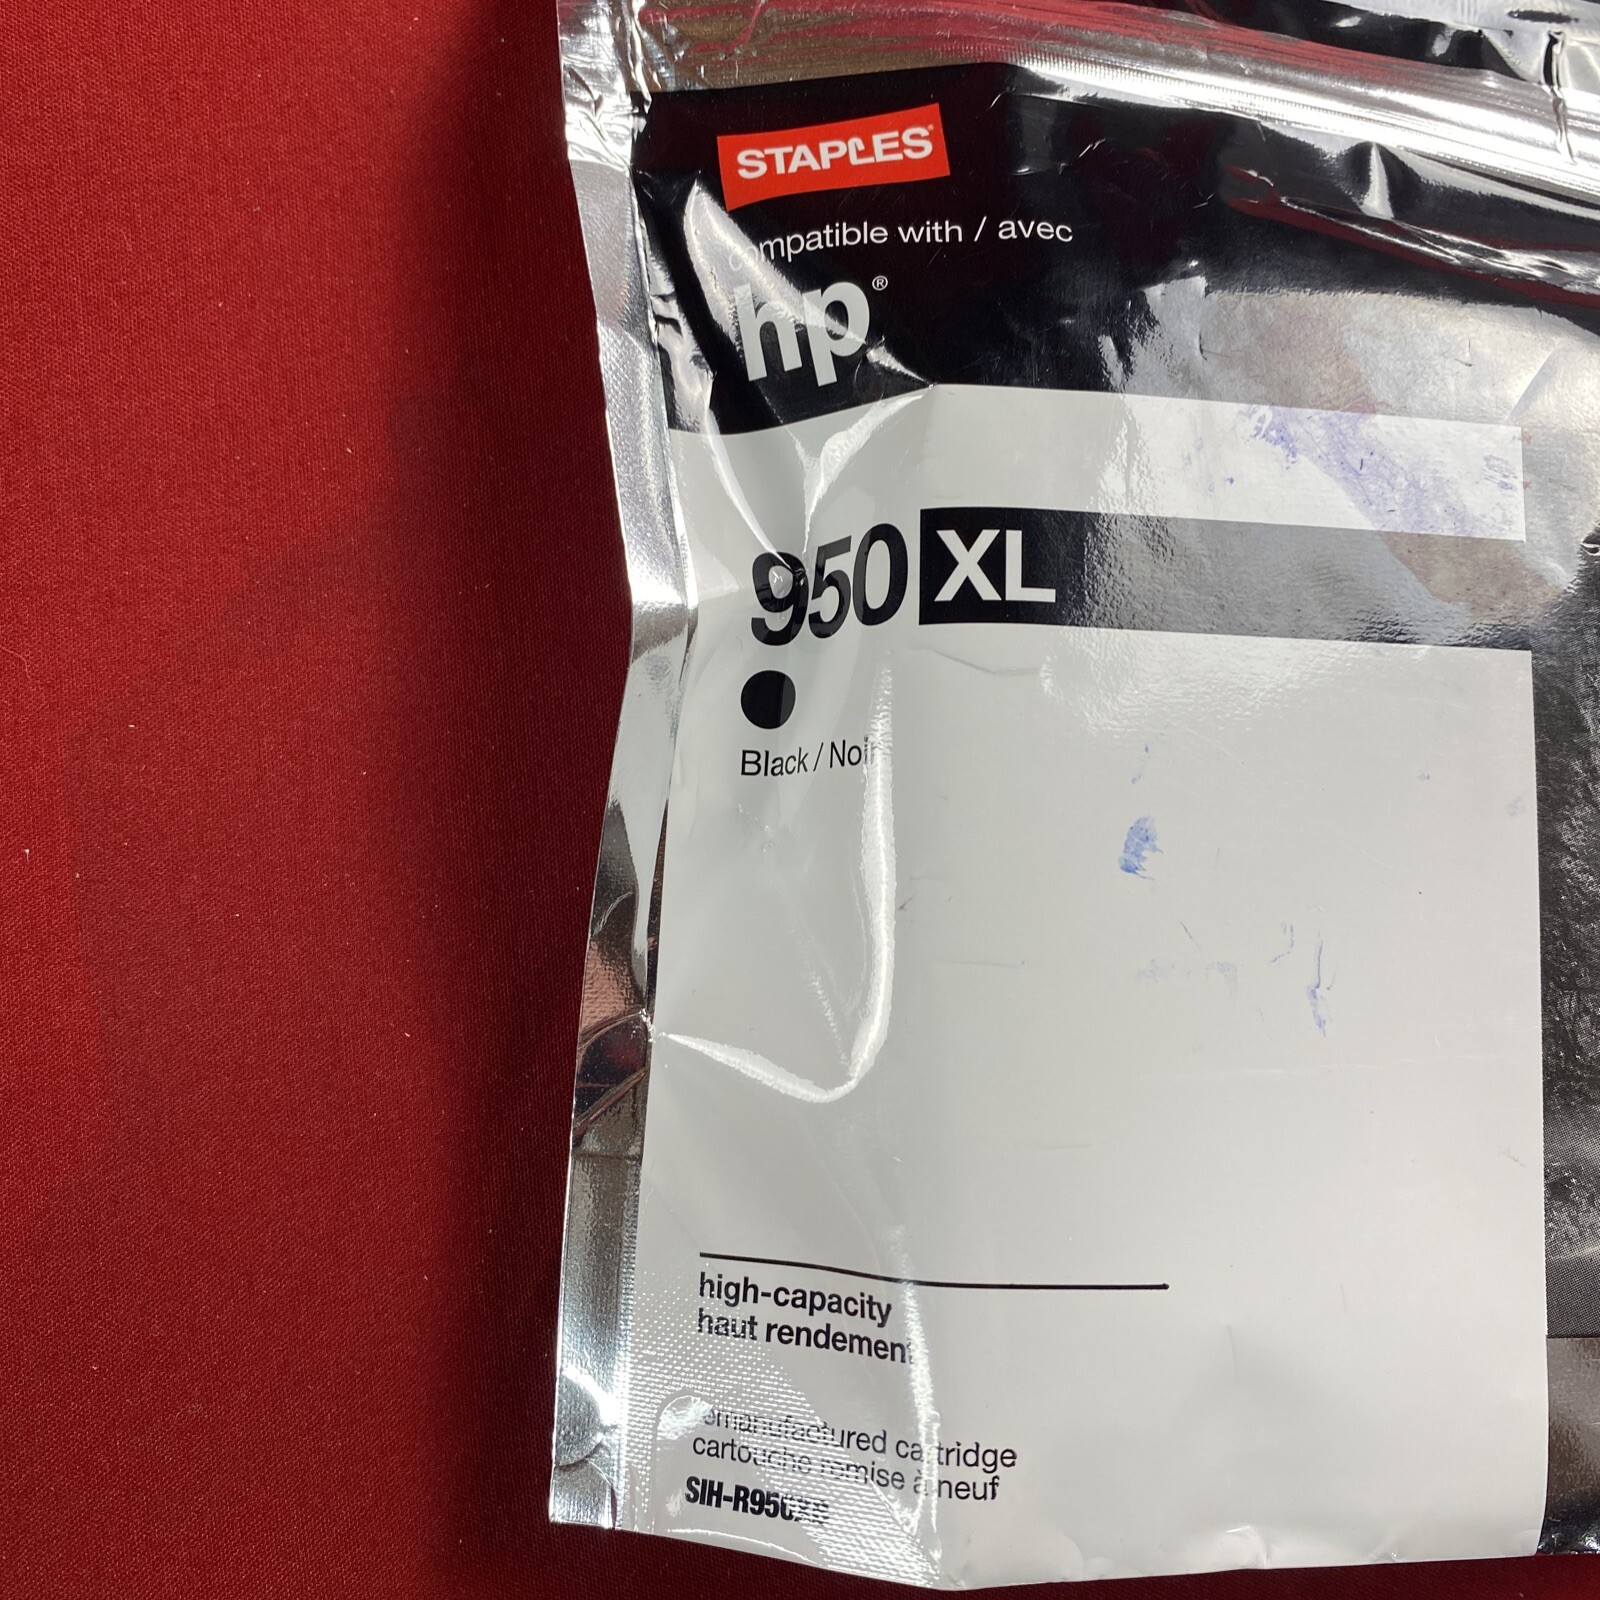 STAPLES
compatible with / avec
hp®
950 XL
Black / Noir
high-capacity
haut rendement
remanufactured cartridge
cartouche remise à neuf